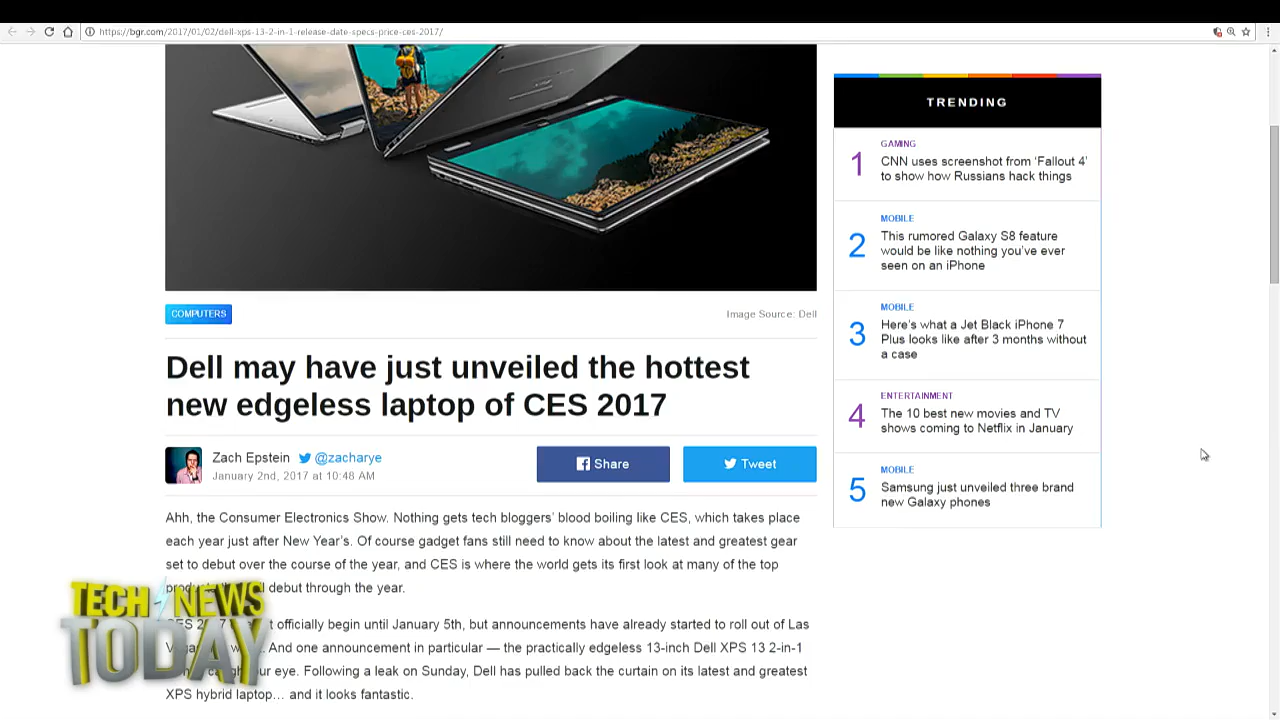 https://bgr.com/2017/01/02/dell-xps-13-2-in-1-release-date-specs-price-ces-2017/
COMPUTERS
Image Source: Dell
Dell may have just unveiled the hottest
new edgeless laptop of CES 2017
Zach Epstein @zacharye
January 2nd, 2017 at 10:48 AM
Share
Tweet
Ahh, the Consumer Electronics Show. Nothing gets tech bloggers' blood boiling like CES, which takes place
each year just after New Year's. Of course gadget fans still need to know about the latest and greatest gear
set to debut over the course of the year, and CES is where the world gets its first look at many of the top
debut through the year.
officially begin until January 5th, but announcements have already started to roll out of Las
And one announcement in particular — the practically edgeless 13-inch Dell XPS 13 2-in-1
eye. Following a leak on Sunday, Dell has pulled back the curtain on its latest and greatest
XPS hybrid laptop… and it looks fantastic.
TRENDING
1
GAMING
CNN uses screenshot from 'Fallout 4'
to show how Russians hack things
2
MOBILE
This rumored Galaxy S8 feature
would be like nothing you've ever
seen on an iPhone
3
MOBILE
Here's what a Jet Black iPhone 7
Plus looks like after 3 months without
a case
4
ENTERTAINMENT
The 10 best new movies and TV
shows coming to Netflix in January
5
MOBILE
Samsung just unveiled three brand
new Galaxy phones
TECH NEWS
TODAY